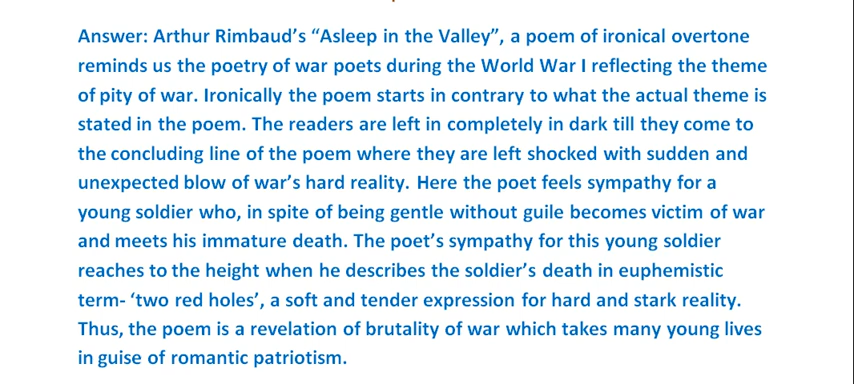 Answer: Arthur Rimbaud’s “Asleep in the Valley”, a poem of ironical overtone
reminds us the poetry of war poets during the World War I reflecting the theme
of pity of war. Ironically the poem starts in contrary to what the actual theme is
stated in the poem. The readers are left in completely in dark till they come to
the concluding line of the poem where they are left shocked with sudden and
unexpected blow of war’s hard reality. Here the poet feels sympathy for a
young soldier who, in spite of being gentle without guile becomes victim of war
and meets his immature death. The poet’s sympathy for this young soldier
reaches to the height when he describes the soldier’s death in euphemistic
term- ‘two red holes’, a soft and tender expression for hard and stark reality.
Thus, the poem is a revelation of brutality of war which takes many young lives
in guise of romantic patriotism.